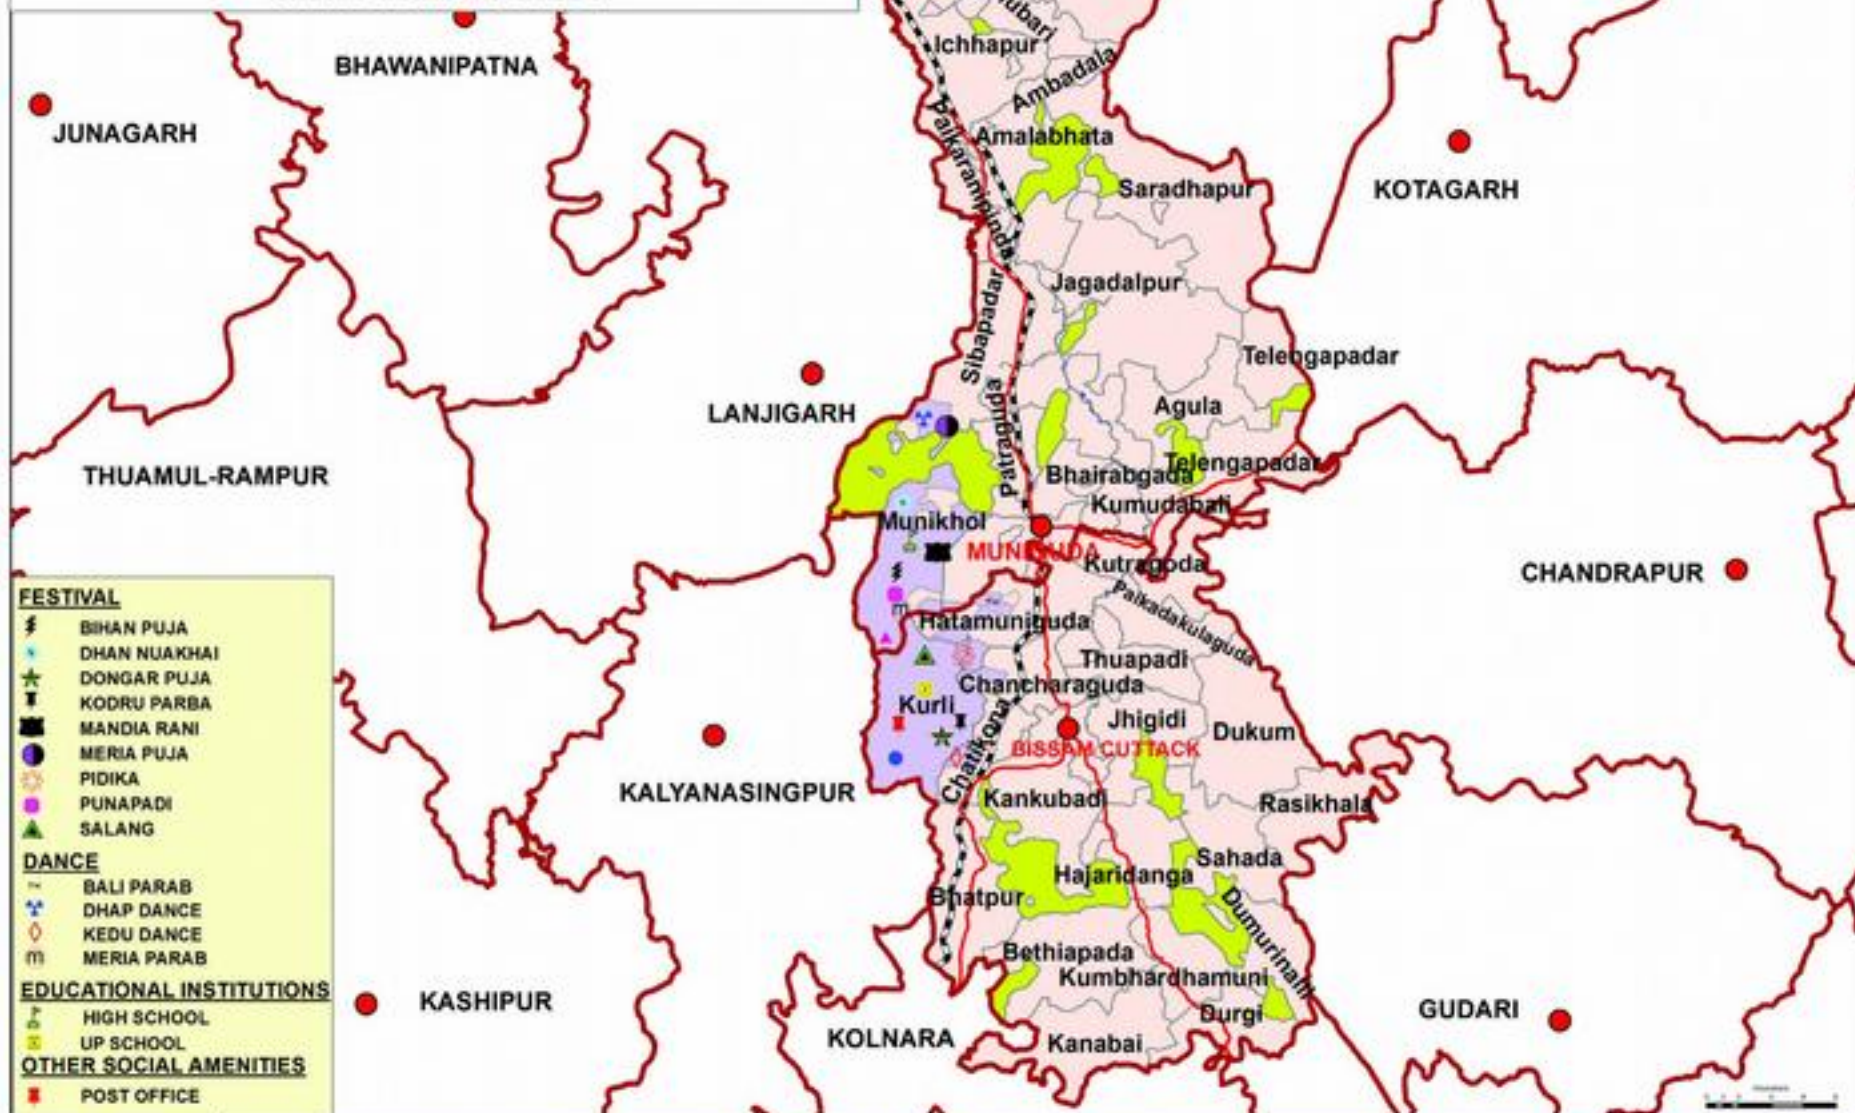 BHAWANIPATNA
JUNAGARH
Ichhapur
Ambadala
Amalabhata
Paikaranipinda
Saradhapur
KOTAGARH
Jagadalpur
Sibapadar
Telengapadar
LANJIGARH
Patraguda
Agula
THUAMUL-RAMPUR
Bhairabgada
Telengapadar
Kumudabali
Munikhol
MUNIGUDA
Kutragoda
CHANDRAPUR
Paikadakulaguda
Hatamuniguda
Thuapadi
Chancharaguda
Kurli
Chatikona
Jhigidi
Dukum
BISSAM CUTTACK
KALYANASINGPUR
Kankubadi
Rasikhala
Sahada
Hajaridanga
Bhatpur
Bethiapada
Kumbhardhamuni
KASHIPUR
Durgi
GUDARI
KOLNARA
Kanabai
FESTIVAL
BIHAN PUJA
DHAN NUAKHAI
DONGAR PUJA
KODRU PARBA
MANDIA RANI
MERIA PUJA
PIDIKA
PUNAPADI
SALANG
DANCE
BALI PARAB
DHAP DANCE
KEDU DANCE
MERIA PARAB
EDUCATIONAL INSTITUTIONS
HIGH SCHOOL
UP SCHOOL
OTHER SOCIAL AMENITIES
POST OFFICE